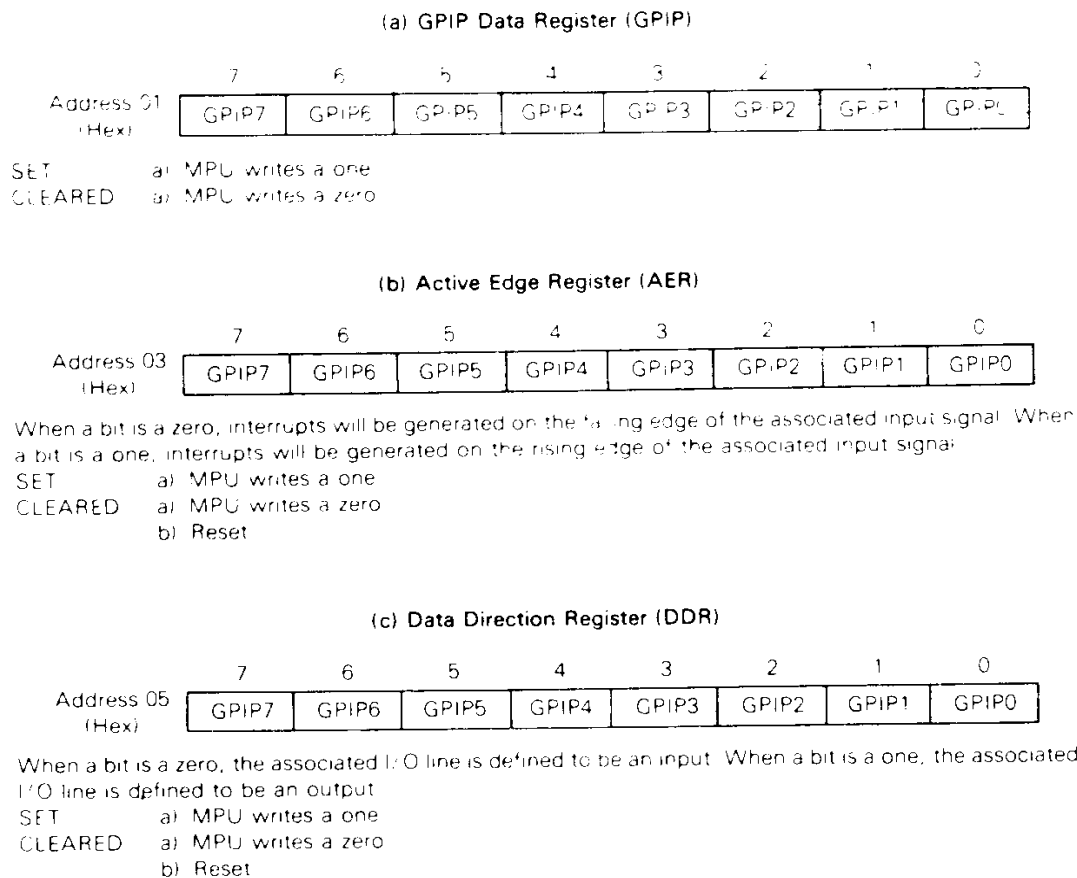 (a) GPIP Data Register (GPIP)
7 6 5 4 3 2 1 0
Address 01 GPIP7 GPIP6 GPIP5 GPIP4 GPIP3 GPIP2 GPIP1 GPIP0
(Hex)
SET a) MPU writes a one
CLEARED a) MPU writes a zero
(b) Active Edge Register (AER)
7 6 5 4 3 2 1 0
Address 03 GPIP7 GPIP6 GPIP5 GPIP4 GPIP3 GPIP2 GPIP1 GPIP0
(Hex)
When a bit is a zero, interrupts will be generated on the falling edge of the associated input signal. When
a bit is a one, interrupts will be generated on the rising edge of the associated input signal.
SET a) MPU writes a one
CLEARED a) MPU writes a zero
b) Reset
(c) Data Direction Register (DDR)
7 6 5 4 3 2 1 0
Address 05 GPIP7 GPIP6 GPIP5 GPIP4 GPIP3 GPIP2 GPIP1 GPIP0
(Hex)
When a bit is a zero, the associated I/O line is defined to be an input. When a bit is a one, the associated
I/O line is defined to be an output
SET a) MPU writes a one
CLEARED a) MPU writes a zero
b) Reset